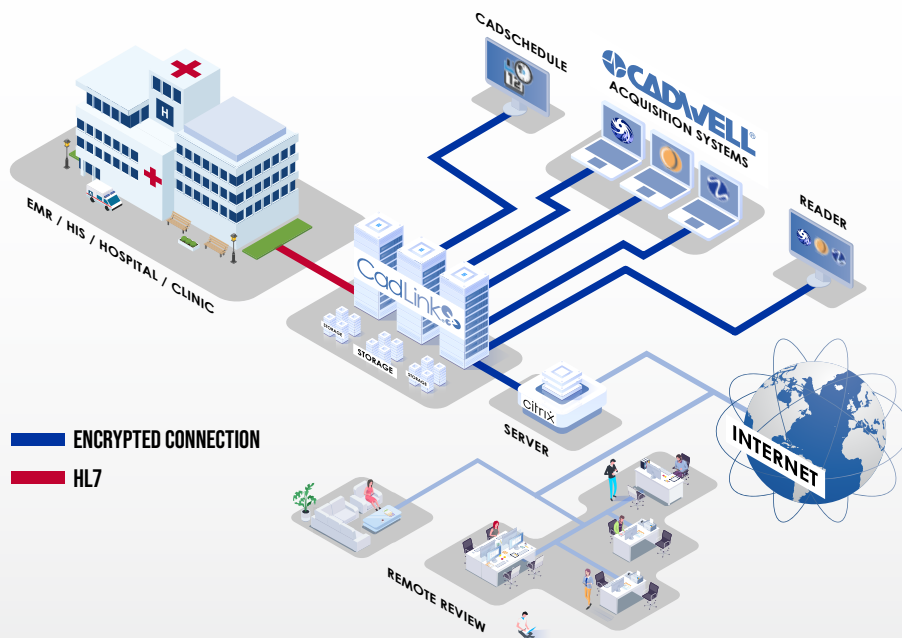 CADSCHEDULE
CADWELL®
ACQUISITION SYSTEMS
12
H
READER
EMR / HIS / HOSPITAL / CLINIC
CadLink
STORAGE
STORAGE
STORAGE
citrix
SERVER
INTERNET
ENCRYPTED CONNECTION
HL7
REMOTE REVIEW